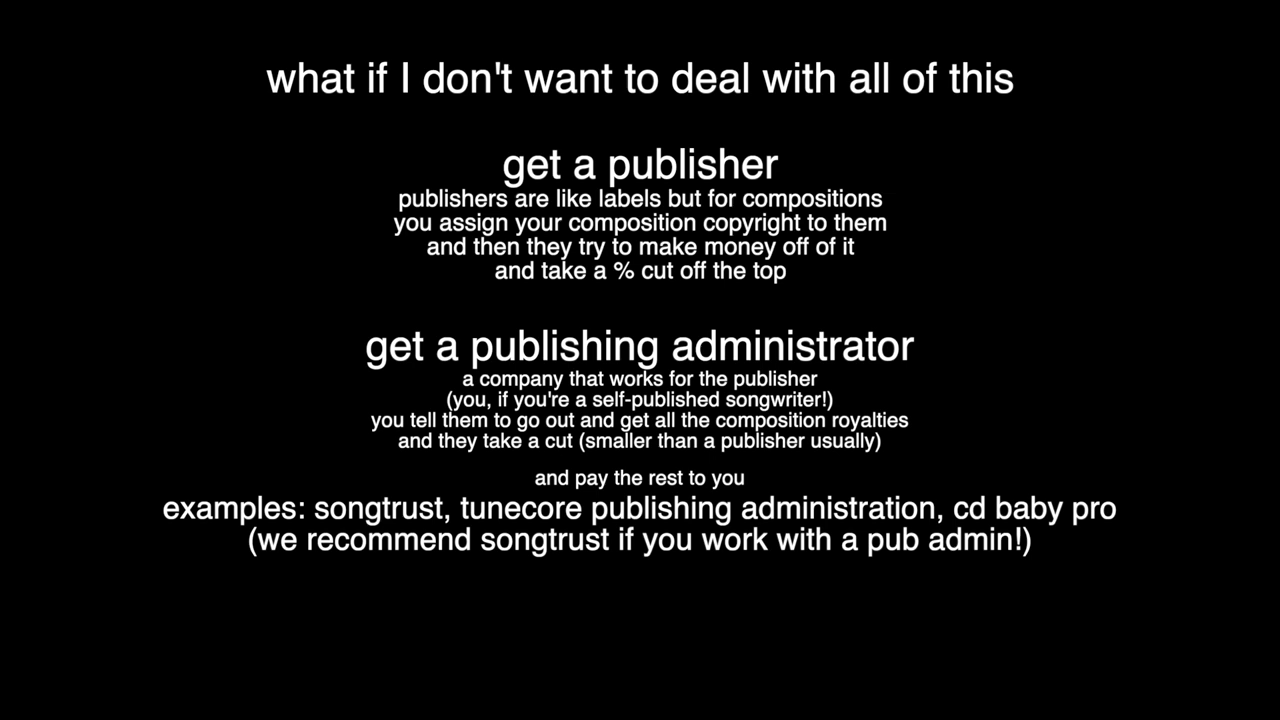 what if I don't want to deal with all of this
get a publisher
publishers are like labels but for compositions
you assign your composition copyright to them
and then they try to make money off of it
and take a % cut off the top
get a publishing administrator
a company that works for the publisher
(you, if you're a self-published songwriter!)
you tell them to go out and get all the composition royalties
and they take a cut (smaller than a publisher usually)
and pay the rest to you
examples: songtrust, tunecore publishing administration, cd baby pro
(we recommend songtrust if you work with a pub admin!)